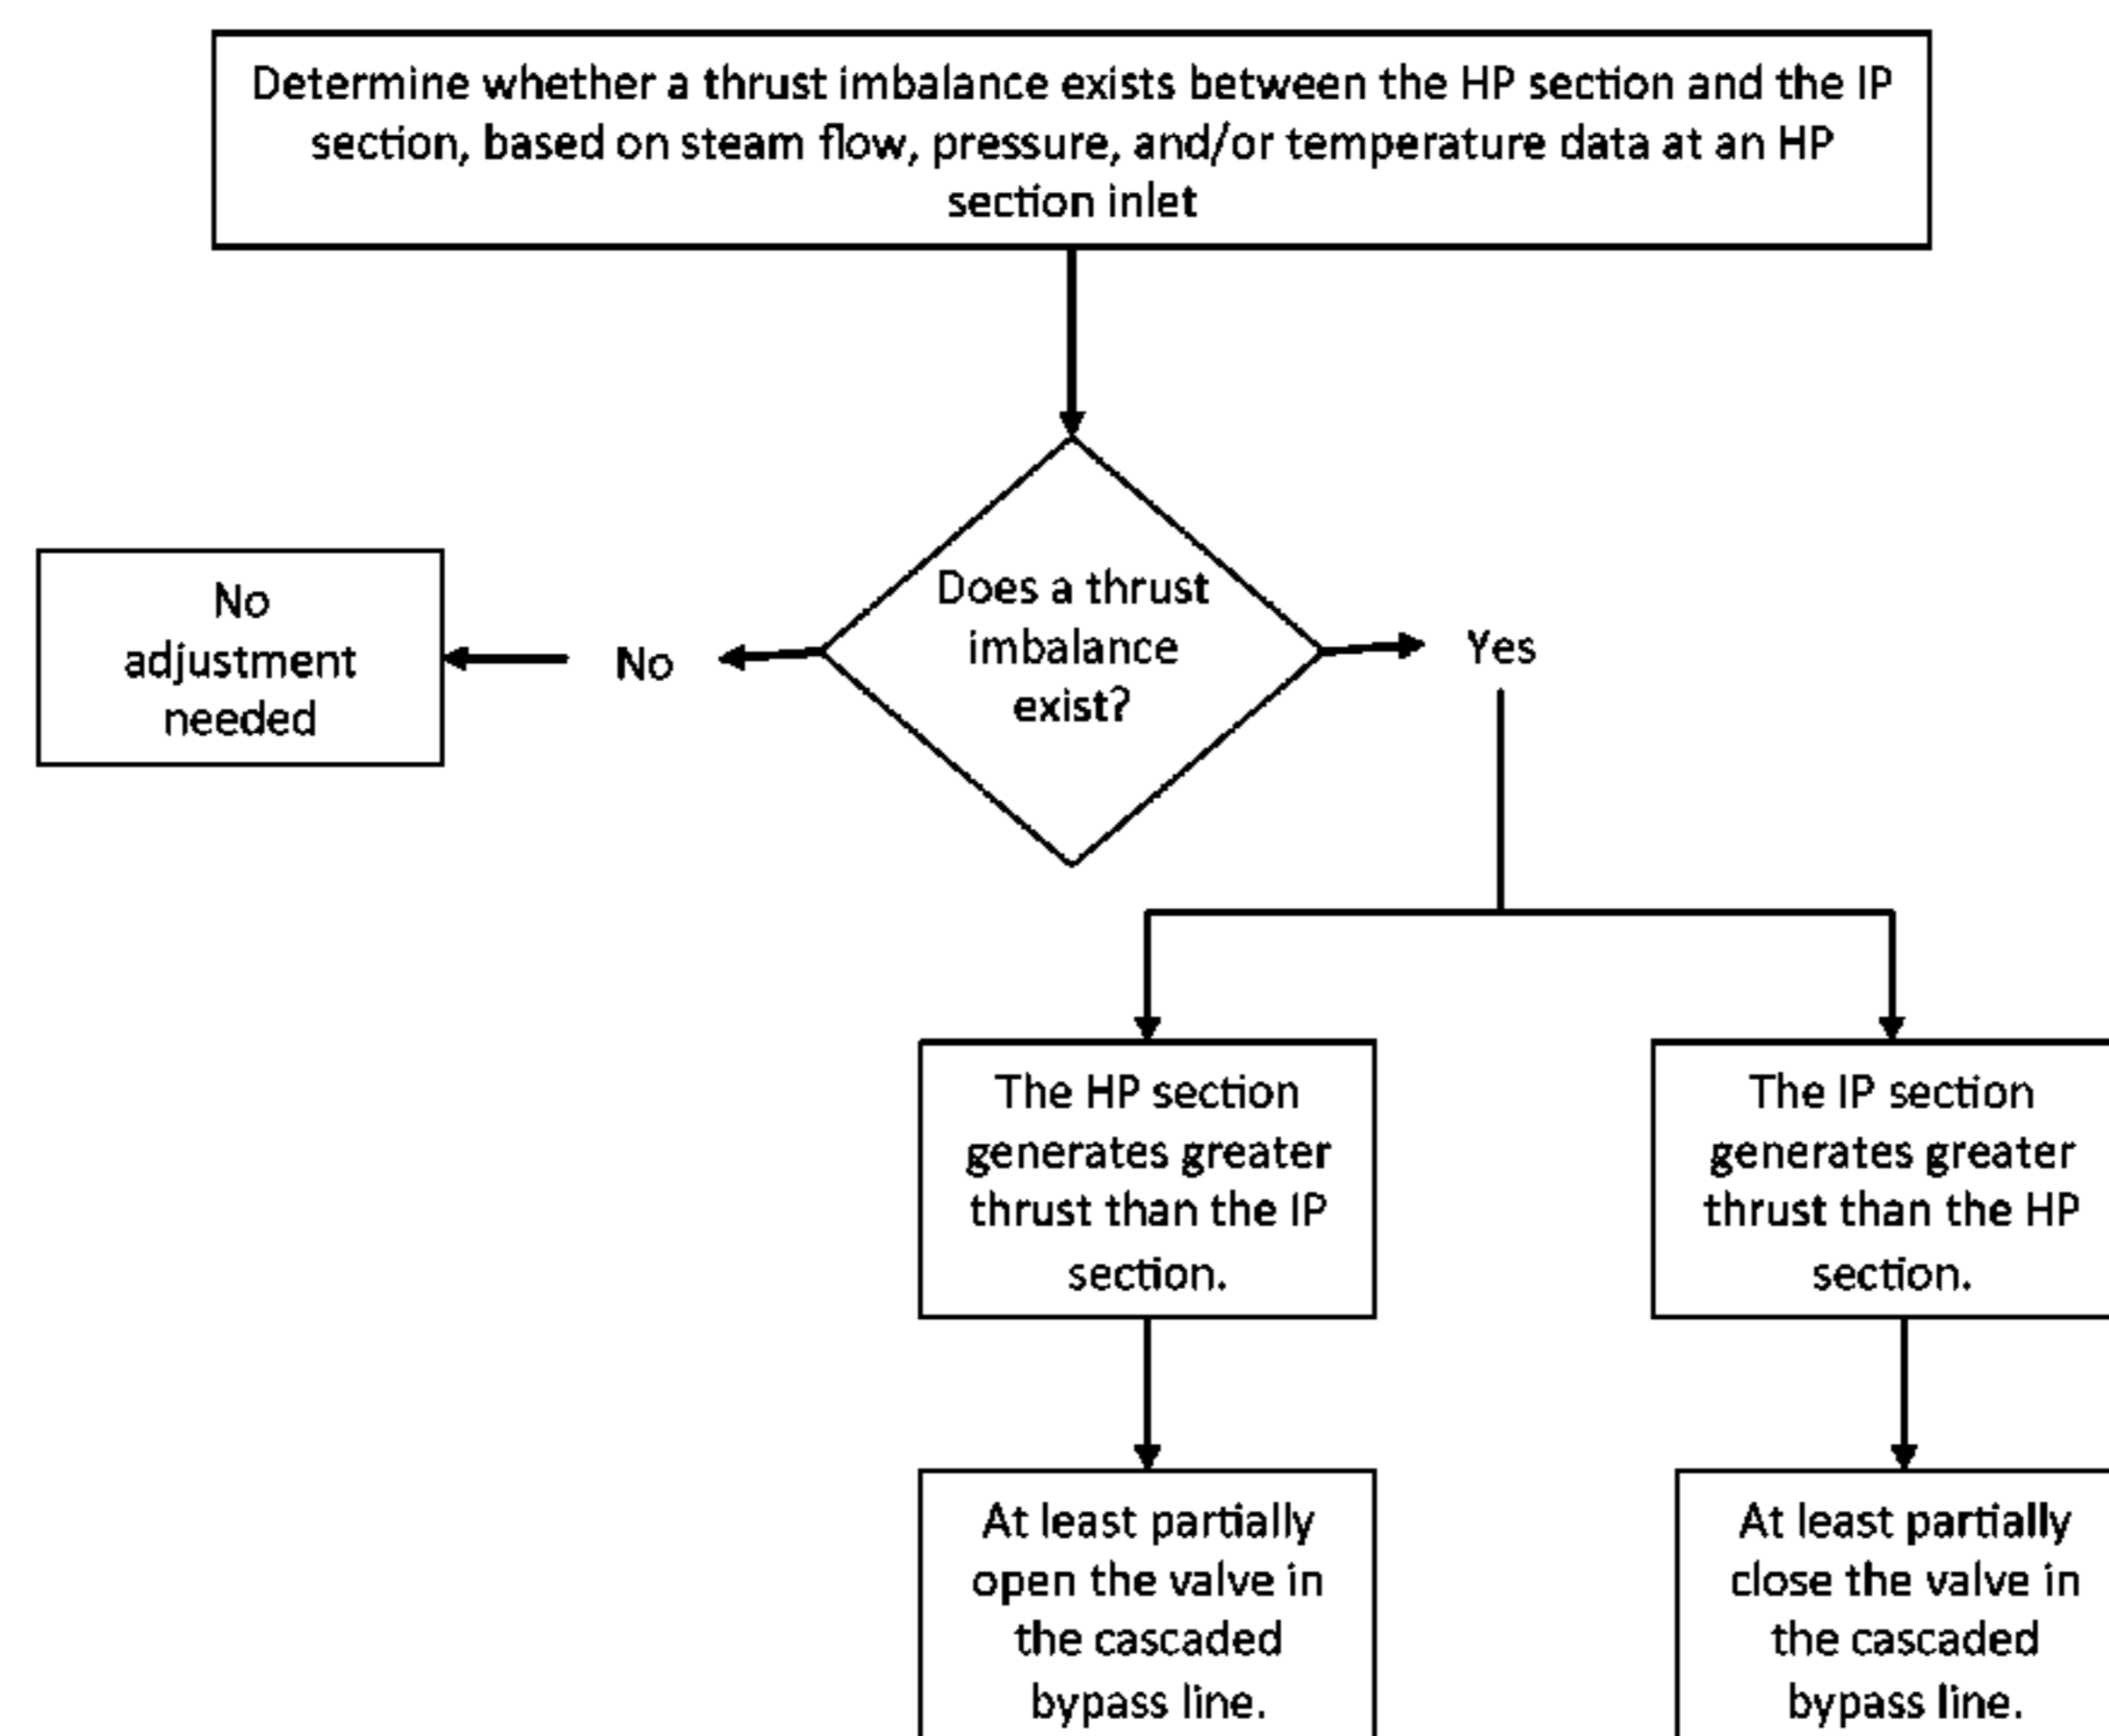 Determine whether a thrust imbalance exists between the HP section and the IP
section, based on steam flow, pressure, and/or temperature data at an HP
section inlet
Does a thrust
imbalance
exist?
No
adjustment
needed
No
Yes
The HP section
generates greater
thrust than the IP
section.
The IP section
generates greater
thrust than the HP
section.
At least partially
open the valve in
the cascaded
bypass line.
At least partially
close the valve in
the cascaded
bypass line.